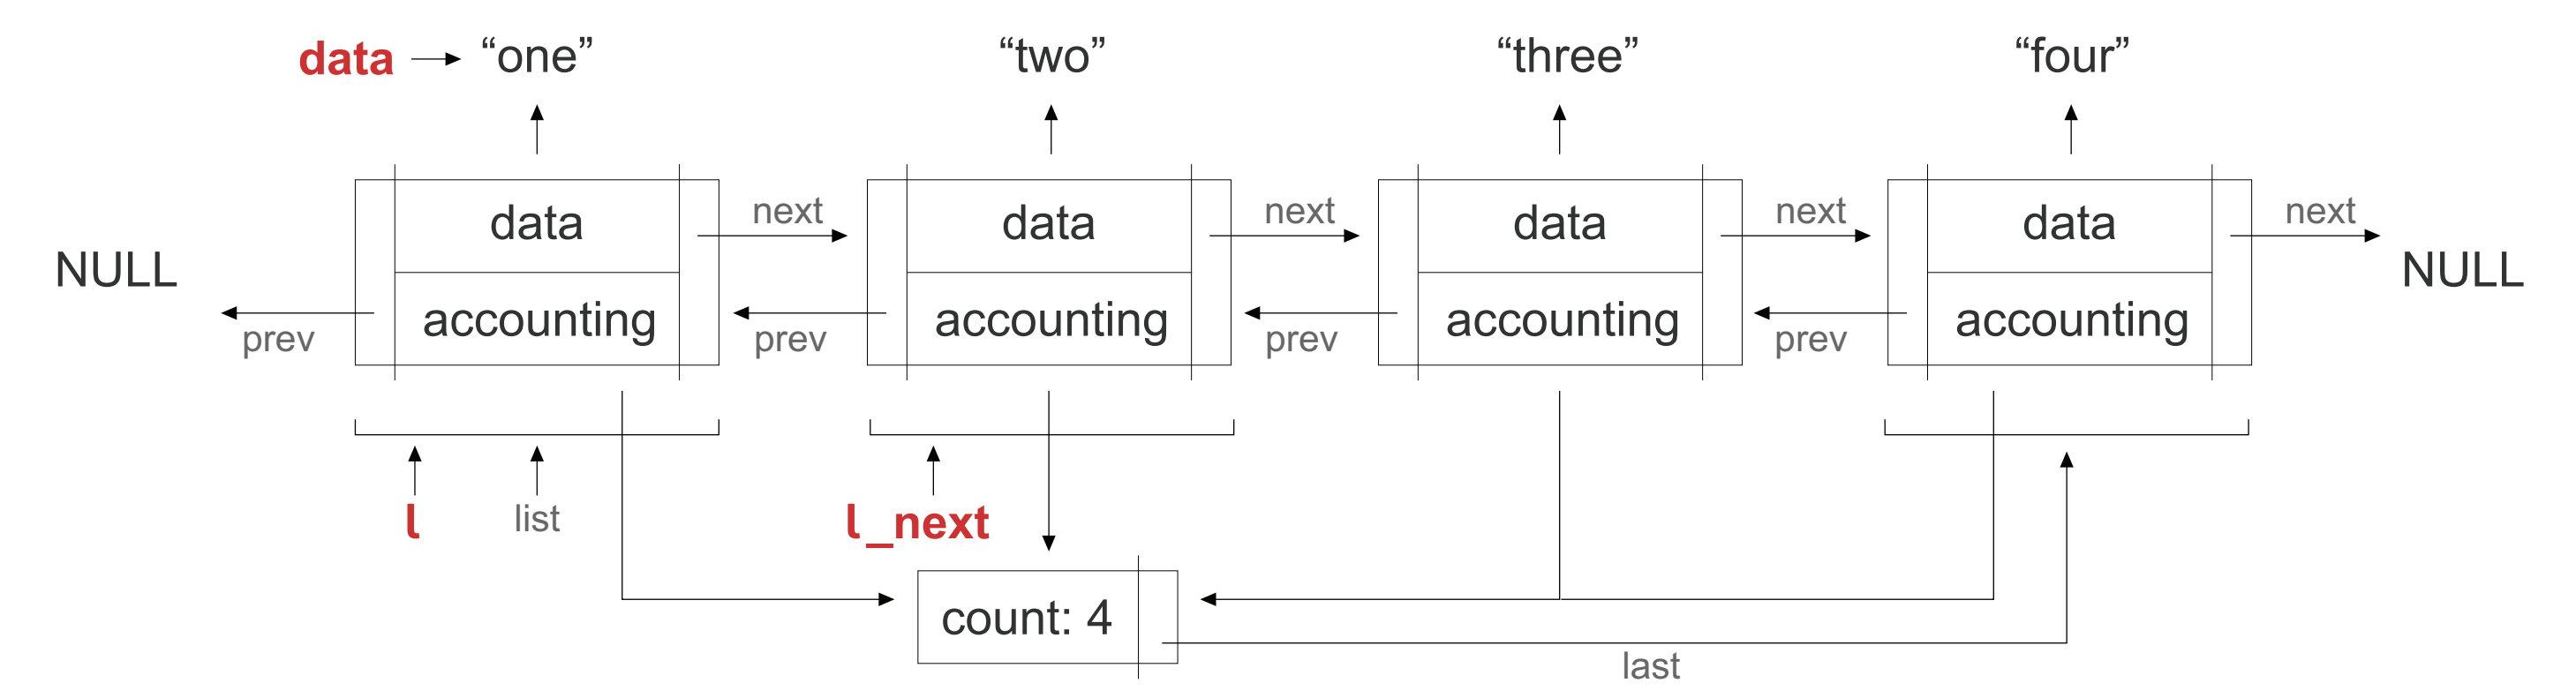 data “one” “two” “three” “four”
data next data next data next data next
NULL NULL
accounting accounting accounting accounting
prev prev prev prev
l list l_next
count: 4
last